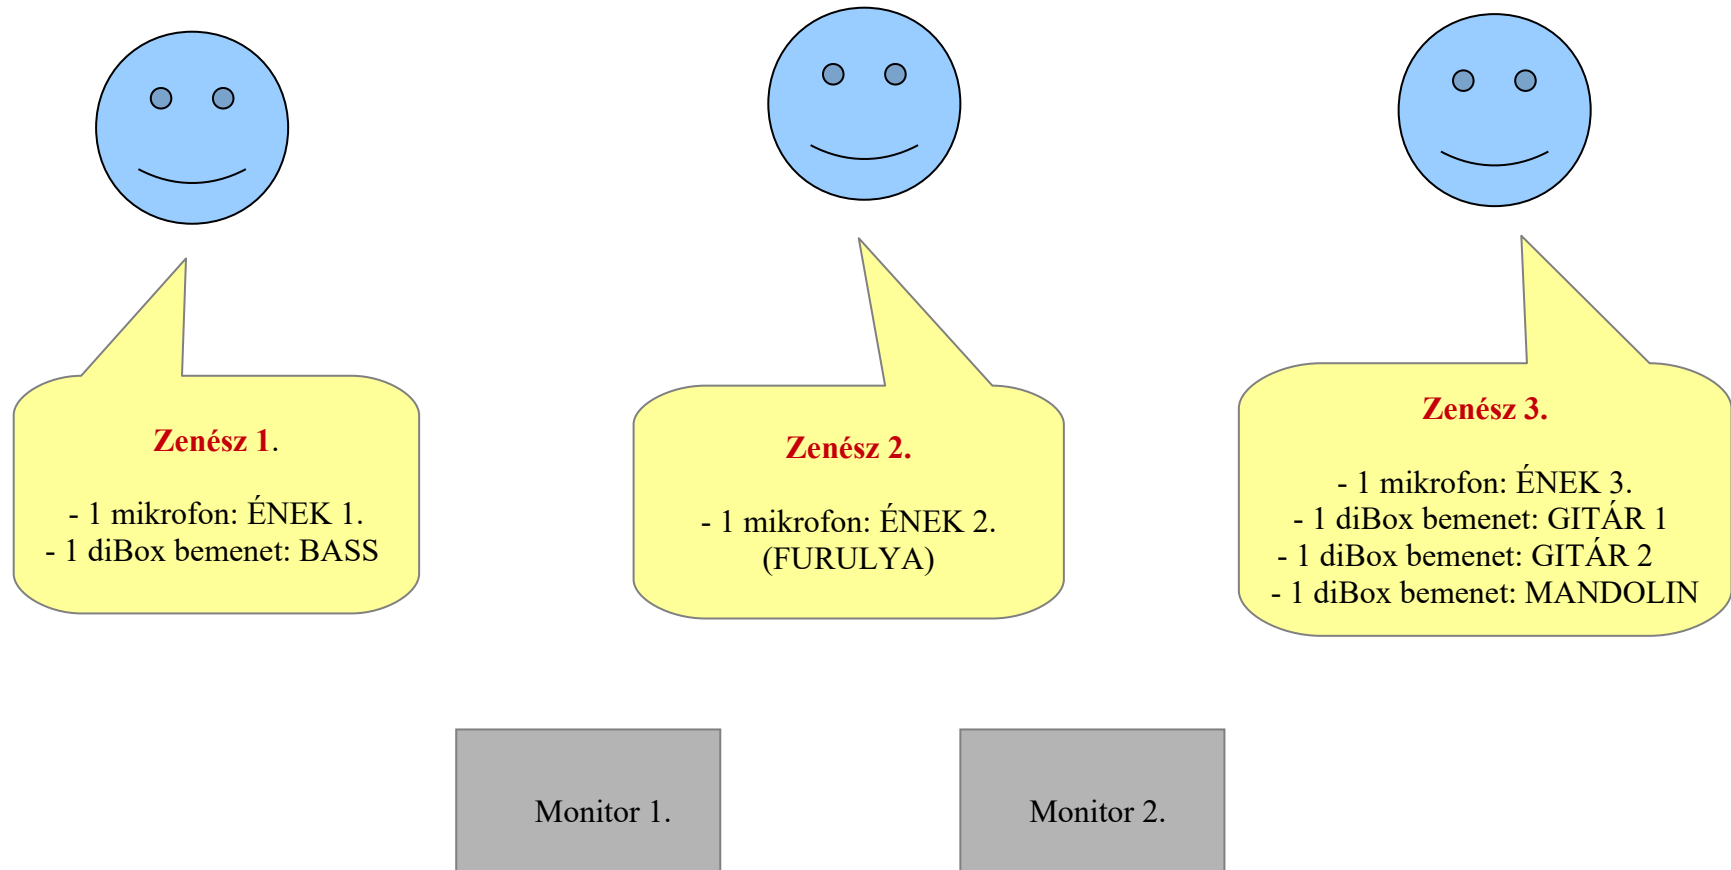 Zenész 1.
- 1 mikrofon: ÉNEK 1.
- 1 diBox bemenet: BASS
Zenész 2.
- 1 mikrofon: ÉNEK 2.
(FURULYA)
Zenész 3.
- 1 mikrofon: ÉNEK 3.
- 1 diBox bemenet: GITÁR 1
- 1 diBox bemenet: GITÁR 2
- 1 diBox bemenet: MANDOLIN
Monitor 1.
Monitor 2.